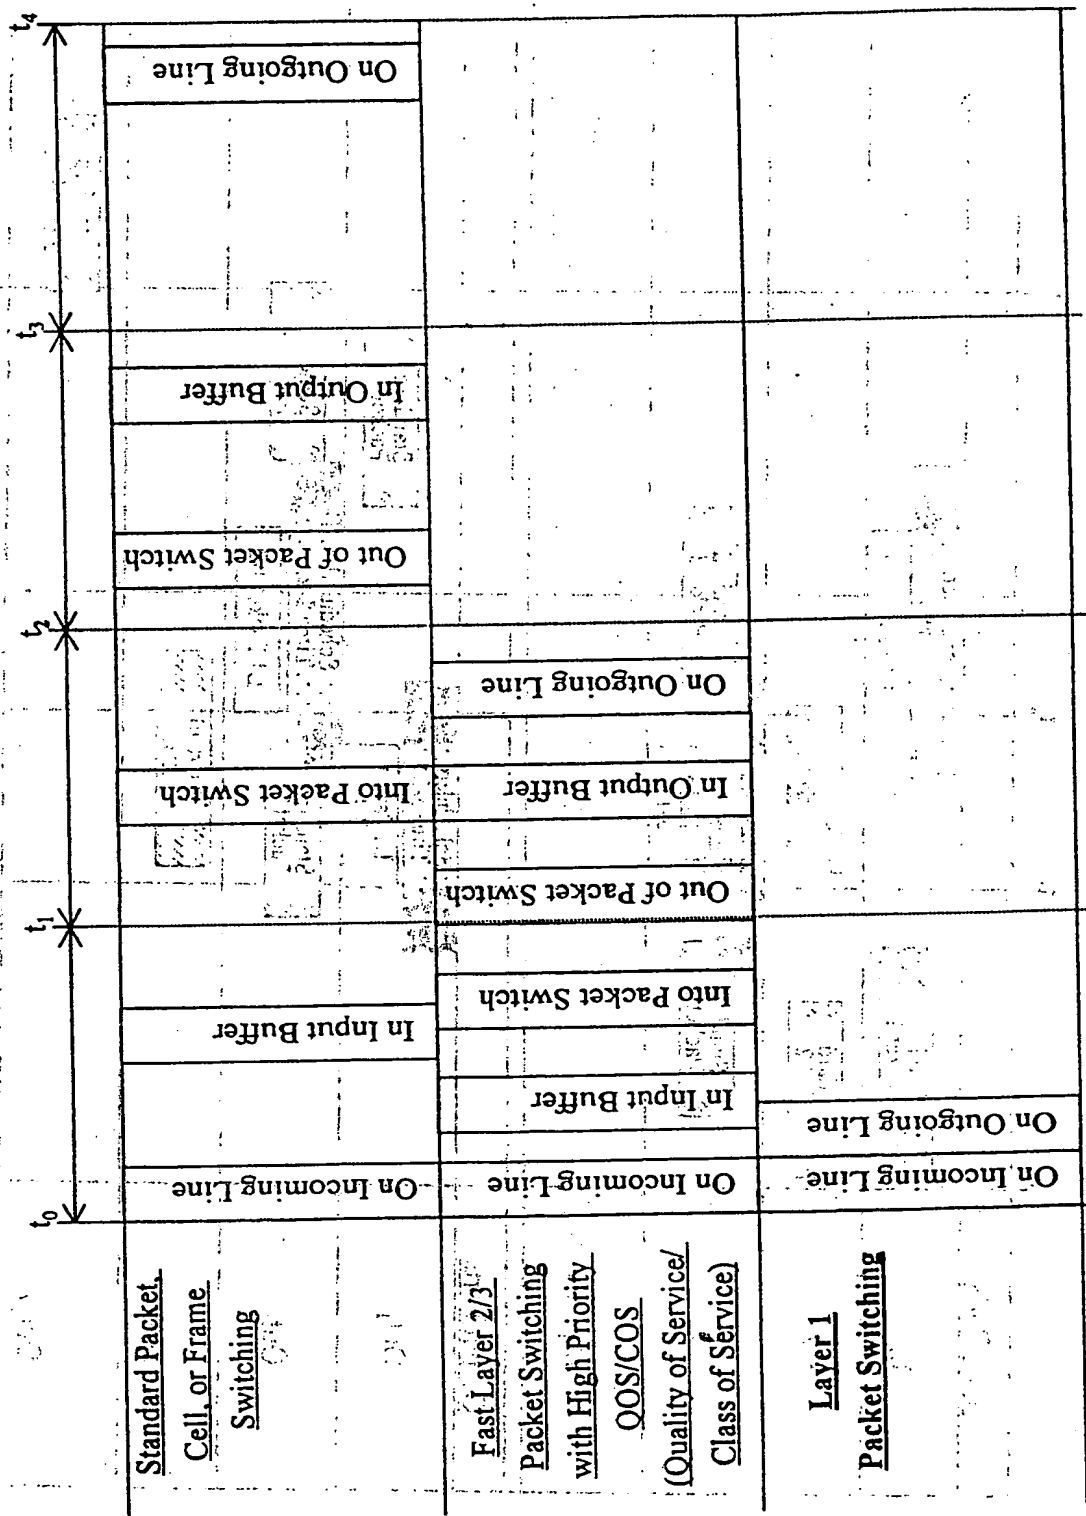 t₀
t₁
t₂
t₃
t₄
Standard Packet,
Cell, or Frame
Switching
On Incoming Line
In Input Buffer
Into Packet Switch
Out of Packet Switch
In Output Buffer
On Outgoing Line
Fast Layer 2/3
Packet Switching
with High Priority
QOS/COS
(Quality of Service/
Class of Service)
On Incoming Line
In Input Buffer
Into Packet Switch
Out of Packet Switch
In Output Buffer
On Outgoing Line
Layer 1
Packet Switching
On Incoming Line
On Outgoing Line